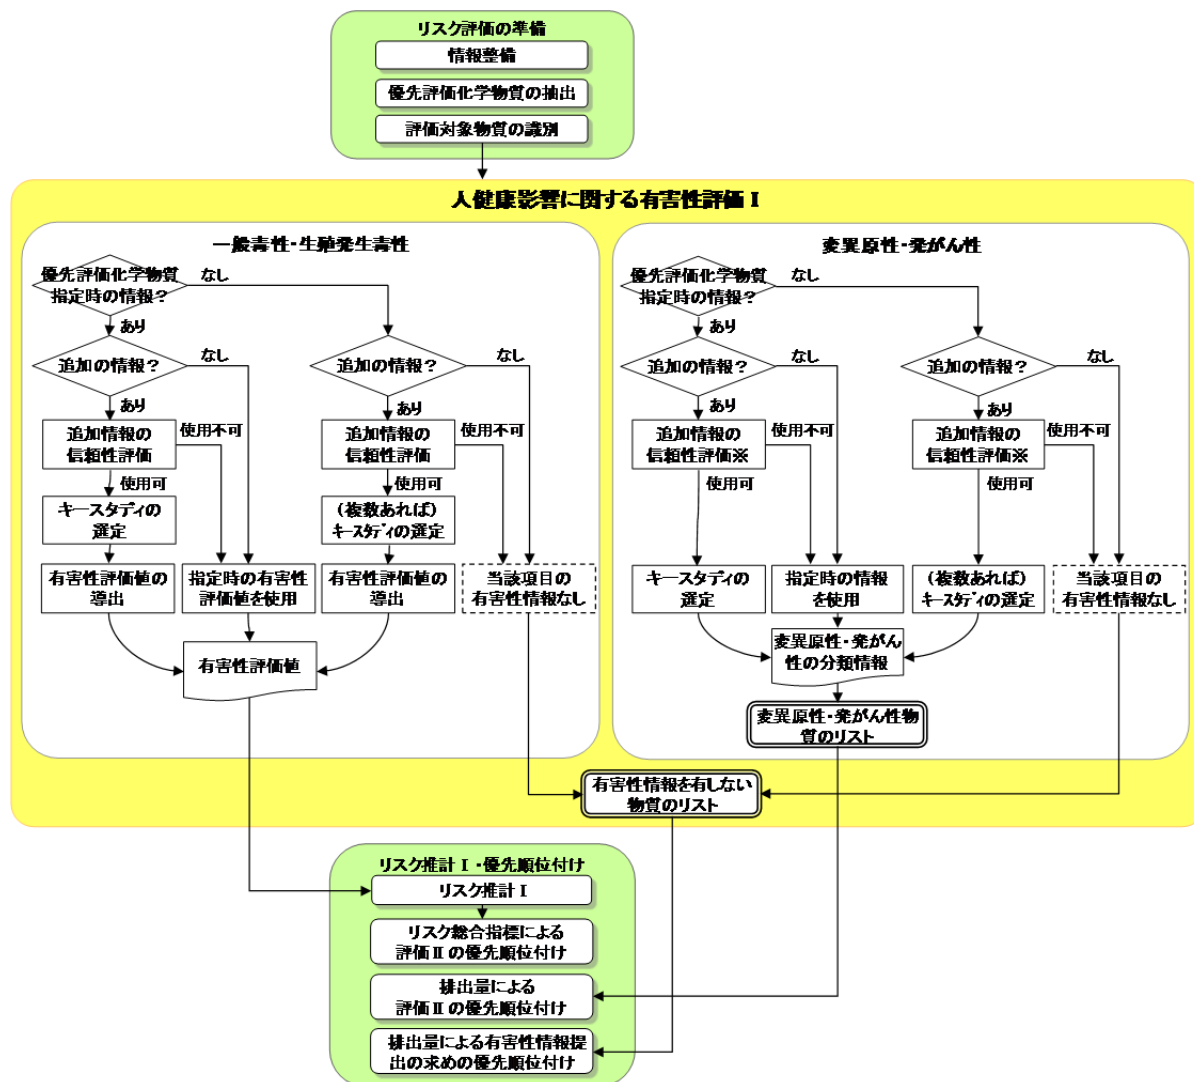 リスク評価の準備
情報整備
優先評価化学物質の抽出
評価対象物質の識別
人健康影響に関する有害性評価Ⅰ
一般毒性・生殖発生毒性
優先評価化学物質
指定時の情報？
なし
あり
追加の情報？
なし
あり
追加情報の
信頼性評価
使用不可
使用可
キースタディの
選定
有害性評価値の
導出
指定時の有害性
評価値を使用
追加の情報？
なし
あり
追加情報の
信頼性評価
使用不可
使用可
(複数あれば)
キースタディの選定
有害性評価値の
導出
当該項目の
有害性情報なし
有害性評価値
変異原性・発がん性
優先評価化学物質
指定時の情報？
なし
あり
追加の情報？
なし
あり
追加情報の
信頼性評価※
使用不可
使用可
キースタディの
選定
指定時の情報
を使用
追加の情報？
なし
あり
追加情報の
信頼性評価※
使用不可
使用可
(複数あれば)
キースタディの選定
当該項目の
有害性情報なし
変異原性・発がん
性の分類情報
変異原性・発がん性物
質のリスト
有害性情報を有しない
物質のリスト
リスク推計Ⅰ・優先順位付け
リスク推計Ⅰ
リスク総合指標による
評価Ⅱの優先順位付け
排出量による
評価Ⅱの優先順位付け
排出量による有害性情報提
出の求めの優先順位付け